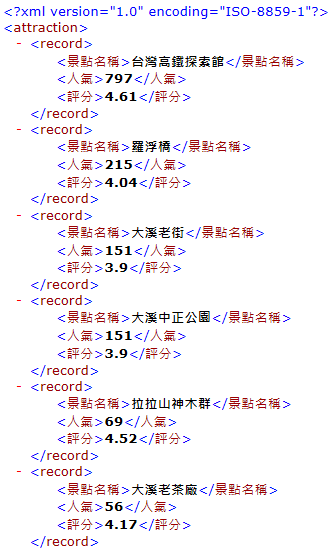 <?xml version="1.0" encoding="ISO-8859-1"?>
<attraction>
- <record>
<景點名稱>台灣高鐵探索館</景點名稱>
<人氣>797</人氣>
<評分>4.61</評分>
</record>
- <record>
<景點名稱>羅浮橋</景點名稱>
<人氣>215</人氣>
<評分>4.04</評分>
</record>
- <record>
<景點名稱>大溪老街</景點名稱>
<人氣>151</人氣>
<評分>3.9</評分>
</record>
- <record>
<景點名稱>大溪中正公園</景點名稱>
<人氣>151</人氣>
<評分>3.9</評分>
</record>
- <record>
<景點名稱>拉拉山神木群</景點名稱>
<人氣>69</人氣>
<評分>4.52</評分>
</record>
- <record>
<景點名稱>大溪老茶廠</景點名稱>
<人氣>56</人氣>
<評分>4.17</評分>
</record>